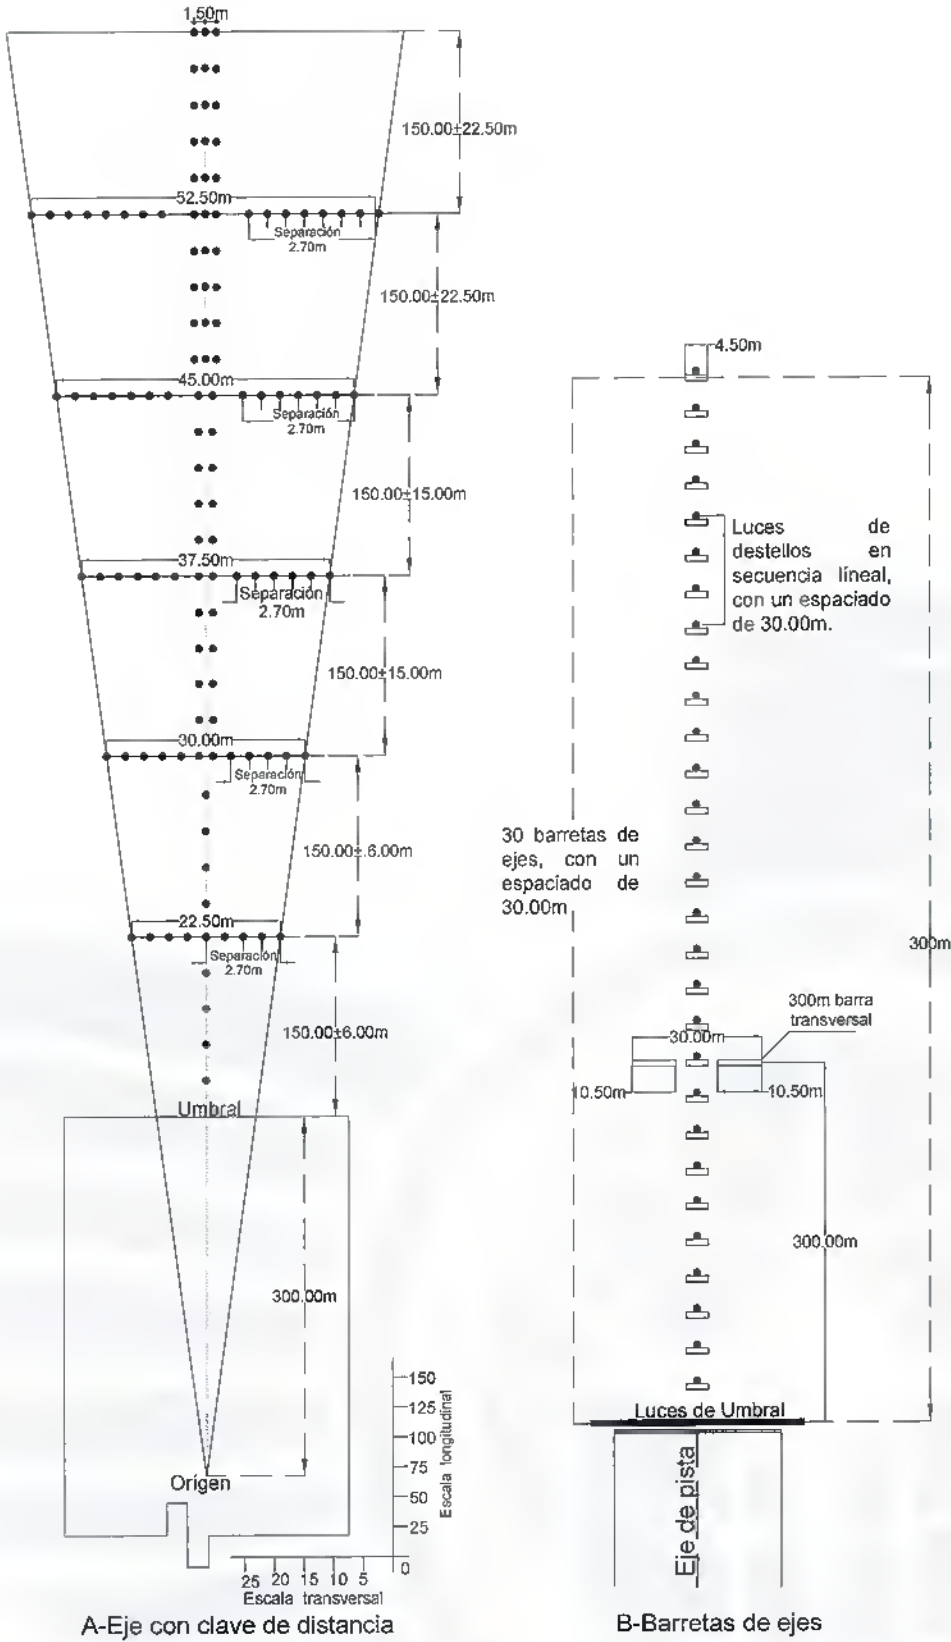 1.50m
150.00±22.50m
52.50m
Separación
2.70m
150.00±22.50m
45.00m
Separación
2.70m
150.00±15.00m
37.50m
Separación
2.70m
150.00±15.00m
30.00m
Separación
2.70m
150.00±.6.00m
22.50m
Separación
2.70m
150.00±6.00m
Umbral
300.00m
Orígen
150
125
100
75
50
25
0
Escala longitudinal
25 20 15 10 5
Escala transversal
A-Eje con clave de distancia
4.50m
Luces de
destellos en
secuencia líneal,
con un espaciado
de 30.00m.
30 barretas de
ejes, con un
espaciado de
30.00m
300m
300m barra
transversal
30.00m
10.50m
10.50m
300.00m
Luces de Umbral
Eje de pista
B-Barretas de ejes